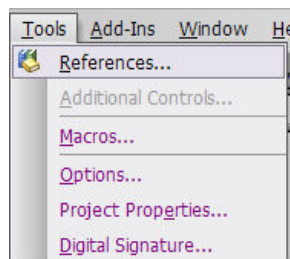 Tools Add-Ins Window
References...
Additional Controls...
Macros...
Options...
Project Properties...
Digital Signature...